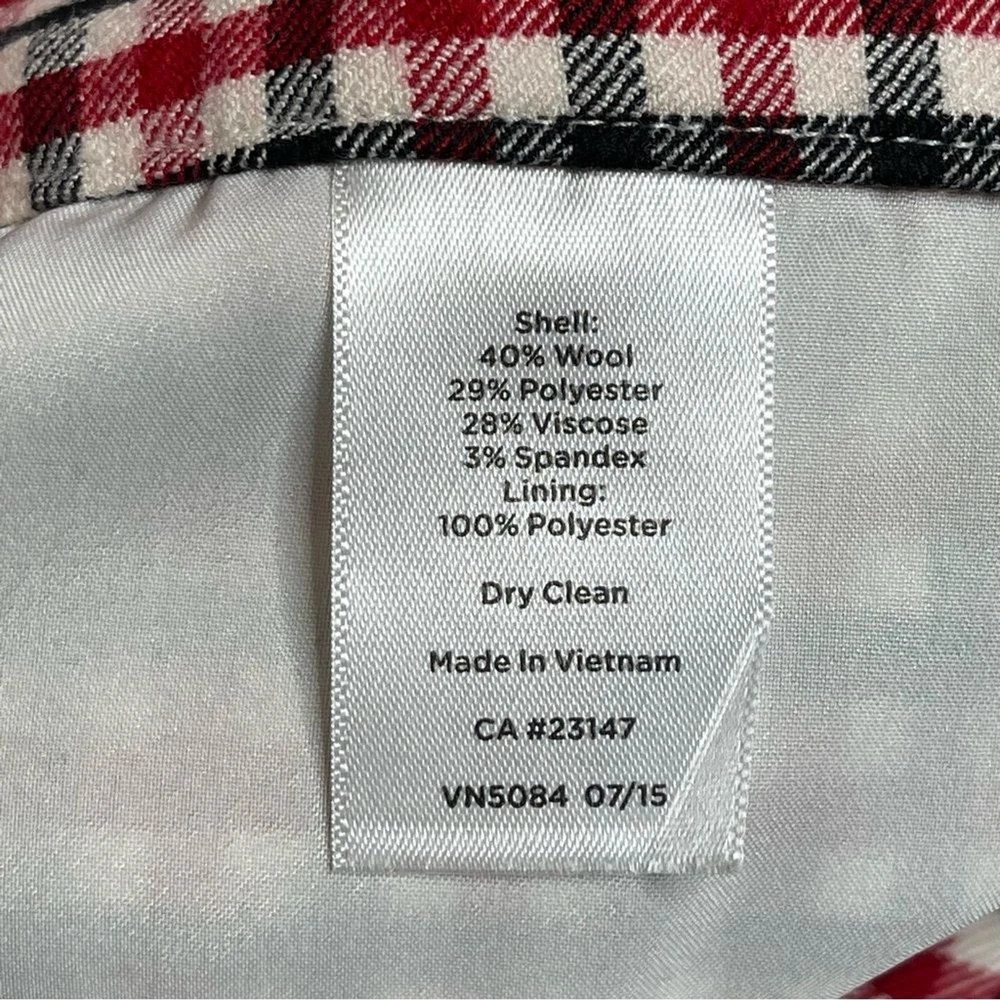 Shell:
40% Wool
29% Polyester
28% Viscose
3% Spandex
Lining:
100% Polyester
Dry Clean
Made In Vietnam
CA #23147
VN5084 07/15